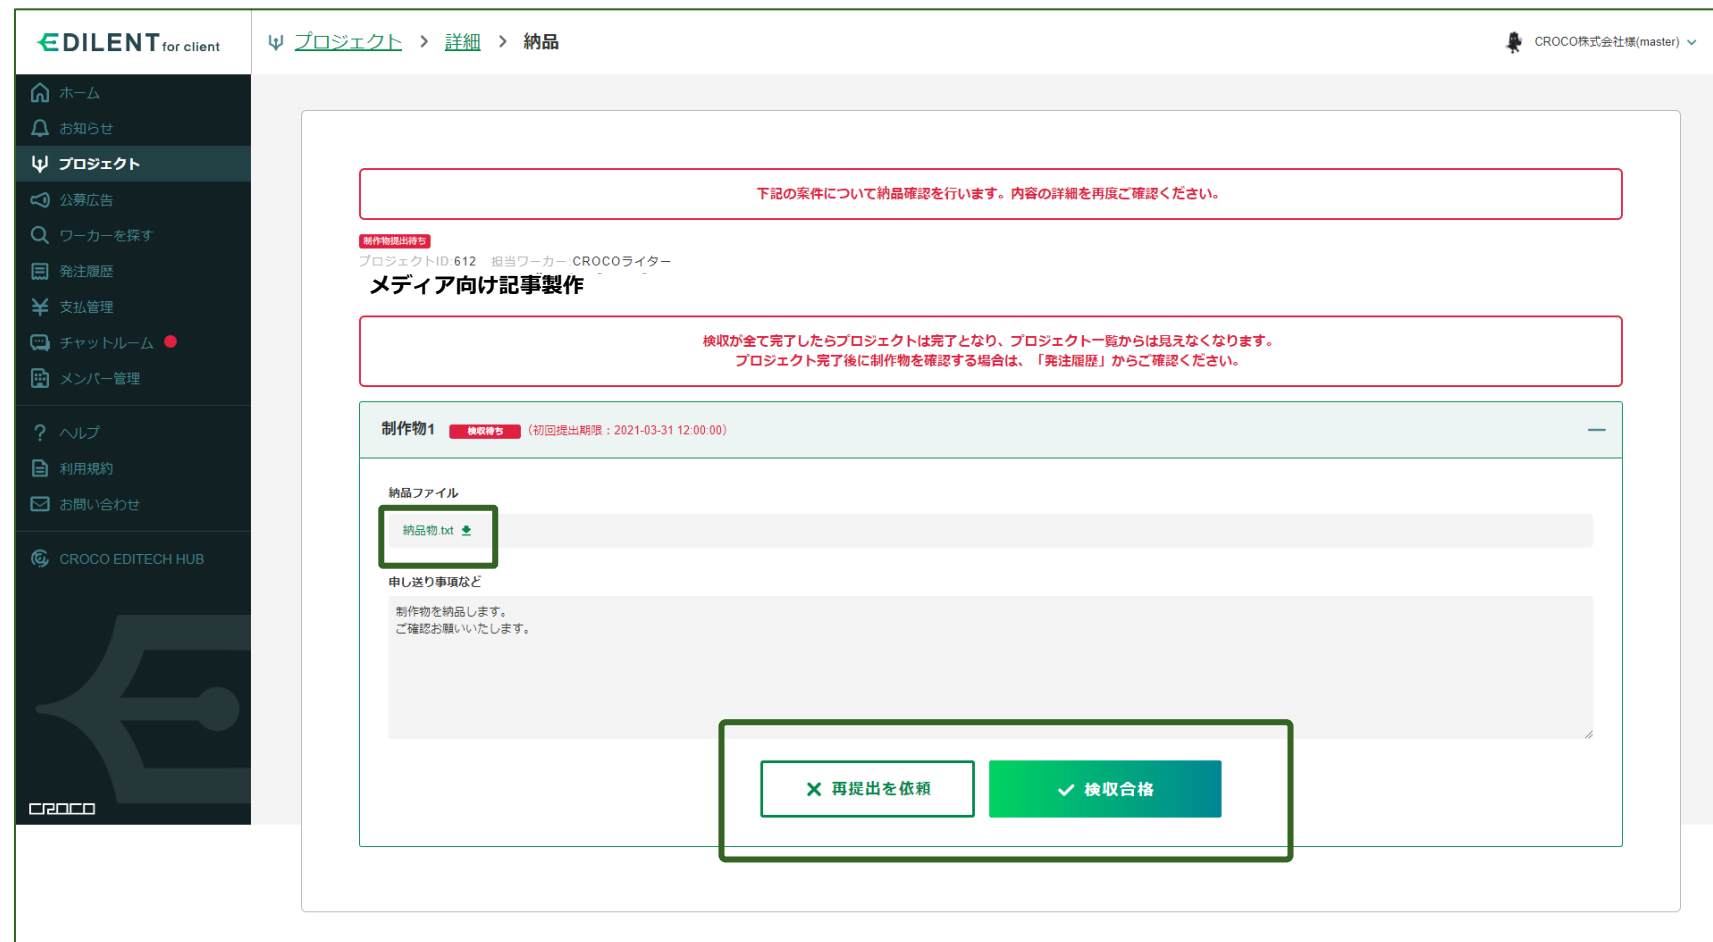 EDILENT for client
プロジェクト > 詳細 > 納品
CROCO株式会社様(master)
ホーム
お知らせ
プロジェクト
公募広告
ワーカーを探す
発注履歴
支払管理
チャットルーム
メンバー管理
ヘルプ
利用規約
お問い合わせ
CROCO EDITECH HUB
CROCO
下記の案件について納品確認を行います。内容の詳細を再度ご確認ください。
制作物提出待ち
プロジェクトID:612 担当ワーカー:CROCOライター
メディア向け記事製作
検収が全て完了したらプロジェクトは完了となり、プロジェクト一覧からは見えなくなります。
プロジェクト完了後に制作物を確認する場合は、「発注履歴」からご確認ください。
制作物1 検収待ち (初回提出期限:2021-03-31 12:00:00)
納品ファイル
納品物.txt
申し送り事項など
制作物を納品します。
ご確認お願いいたします。
再提出を依頼
検収合格